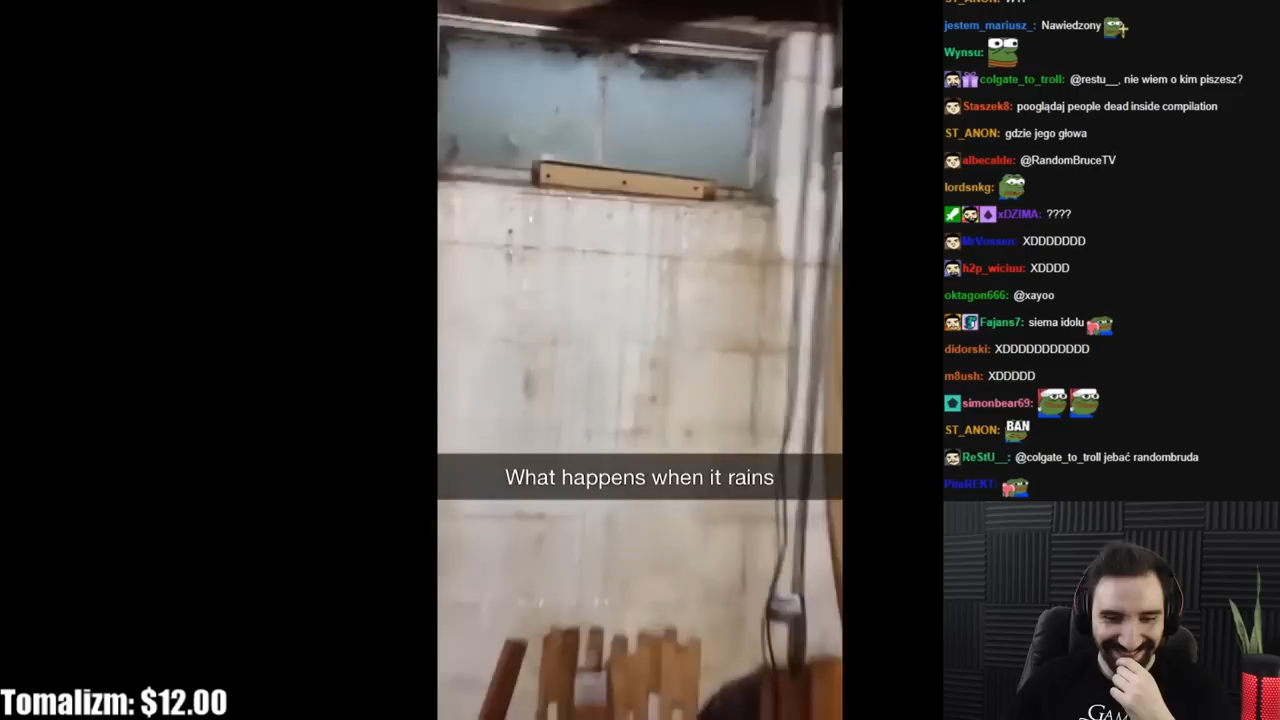 ST_ANON:
jestem_mariusz_: Nawiedzony
Wynsu:
colgate_to_troll: @restu__, nie wiem o kim piszesz?
Staszek8: pooglądaj people dead inside compilation
ST_ANON: gdzie jego głowa
albecalde: @RandomBruceTV
lordsnkg:
xDZIMA: ????
XDDDDDDD
h2p_wiciuu: XDDDD
oktagon666: @xayoo
Fajans7: siema idolu
didorski: XDDDDDDDDDDD
m8ush: XDDDDD
simonbear69:
ST_ANON: BAN
ReStU__: @colgate_to_troll jebać randombruda
PiteREKT:
What happens when it rains
Tomalizm: $12.00